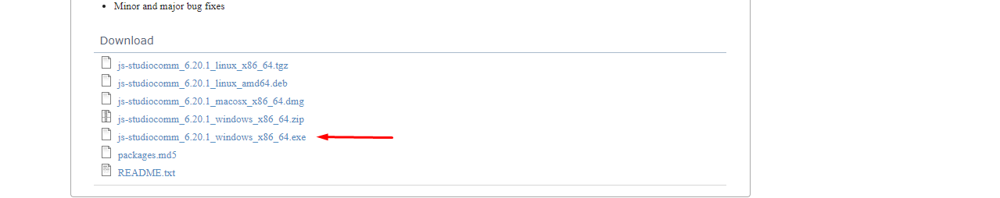 Minor and major bug fixes
Download
js-studiocomm_6.20.1_linux_x86_64.tgz
js-studiocomm_6.20.1_linux_amd64.deb
js-studiocomm_6.20.1_macosx_x86_64.dmg
js-studiocomm_6.20.1_windows_x86_64.zip
js-studiocomm_6.20.1_windows_x86_64.exe
packages.md5
README.txt